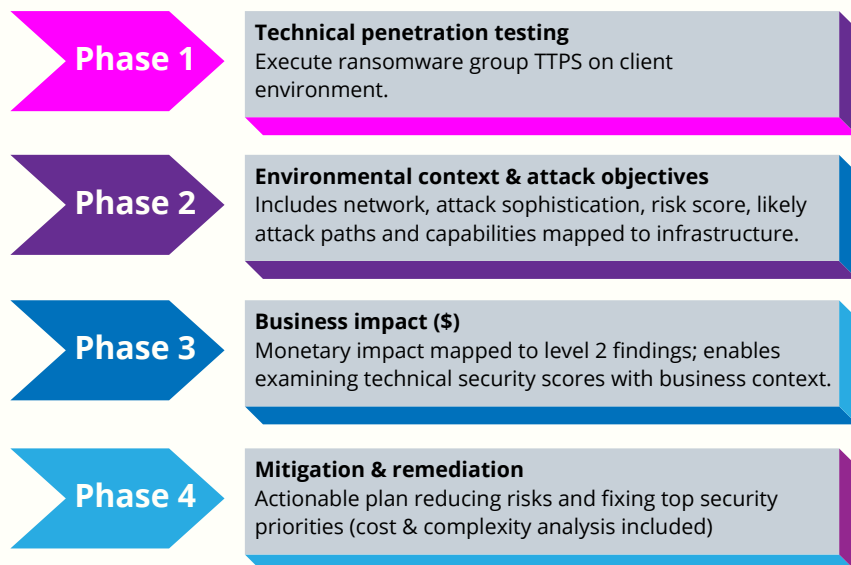 Phase 1
Technical penetration testing
Execute ransomware group TTPS on client
environment.
Phase 2
Environmental context & attack objectives
Includes network, attack sophistication, risk score, likely
attack paths and capabilities mapped to infrastructure.
Phase 3
Business impact ($)
Monetary impact mapped to level 2 findings; enables
examining technical security scores with business context.
Phase 4
Mitigation & remediation
Actionable plan reducing risks and fixing top security
priorities (cost & complexity analysis included)